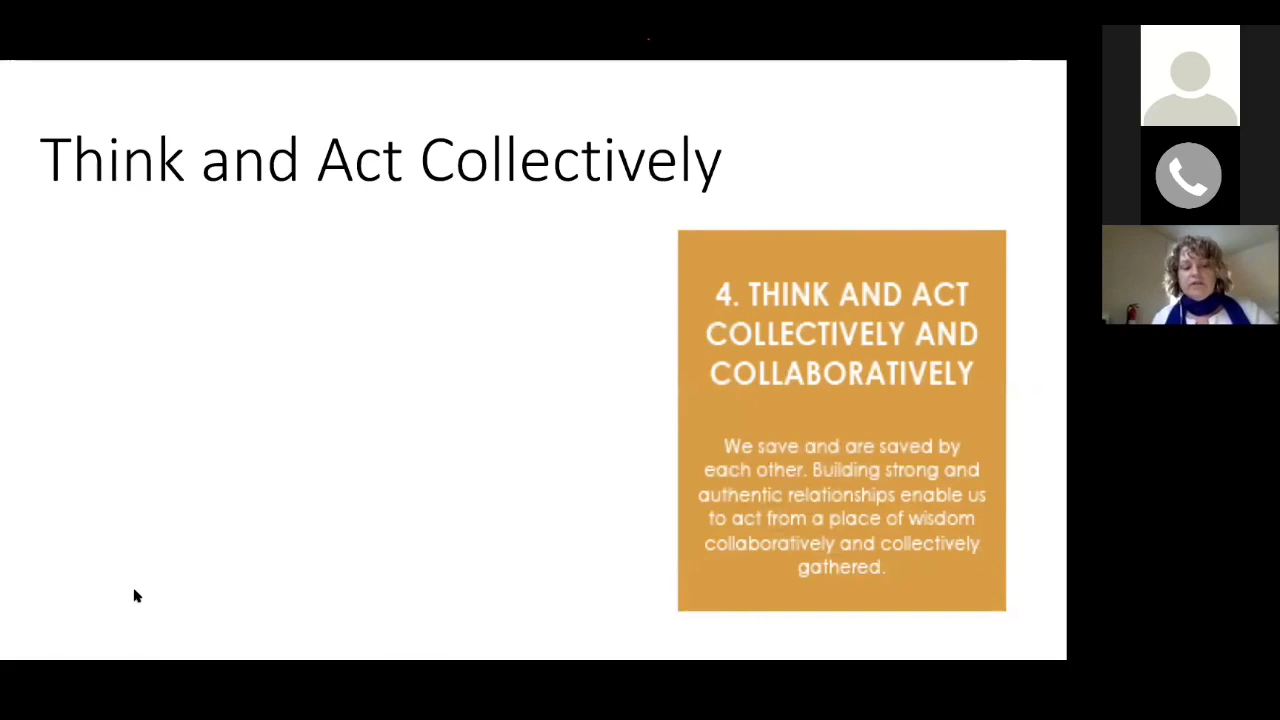 Think and Act Collectively
4. THINK AND ACT
COLLECTIVELY AND
COLLABORATIVELY
We save and are saved by
each other. Building strong and
authentic relationships enable us
to act from a place of wisdom
collaboratively and collectively
gathered.